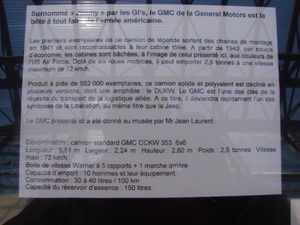 Surnommé « Jimmy » par les GI's, le GMC de la General Motors est la
bête à tout faire de l'armée américaine.
Les premiers exemplaires de ce camion de légende sortent des chaînes de montage
en 1941 et sont reconnaissables à leur cabine tôlée. A partir de 1943, par soucis
d'économie, les cabines sont bâchées, à l'image de celui présenté ici, aux couleurs de
l'US Air Force. Doté de six roues motrices, il peut emporter 2,5 tonnes à une vitesse
maximum de 72 km/h.
Produit à près de 562 000 exemplaires, ce camion solide et polyvalent est décliné en
plusieurs versions, dont une amphibie : le DUKW. Le GMC est l'une des clés de la
réussite du transport de la logistique alliée. A ce titre, il deviendra rapidement l'un des
symboles de la Libération, au même titre que la Jeep.
Le GMC présenté ici a été donné au musée par Mr Jean Laurent.
Dénomination : camion standard GMC CCKW 353 6x6
Longueur : 6,51 m Largeur : 2,24 m Hauteur : 2,80 m Poids : 2,5 tonnes Vitesse
maxi : 72 km/h
Boite de vitesse Warner à 5 rapports + 1 marche arrière
Capacité d'emport : 10 hommes et leur équipement.
Consommation : 30 à 40 litres / 100 km
Capacité du réservoir d'essence : 150 litres